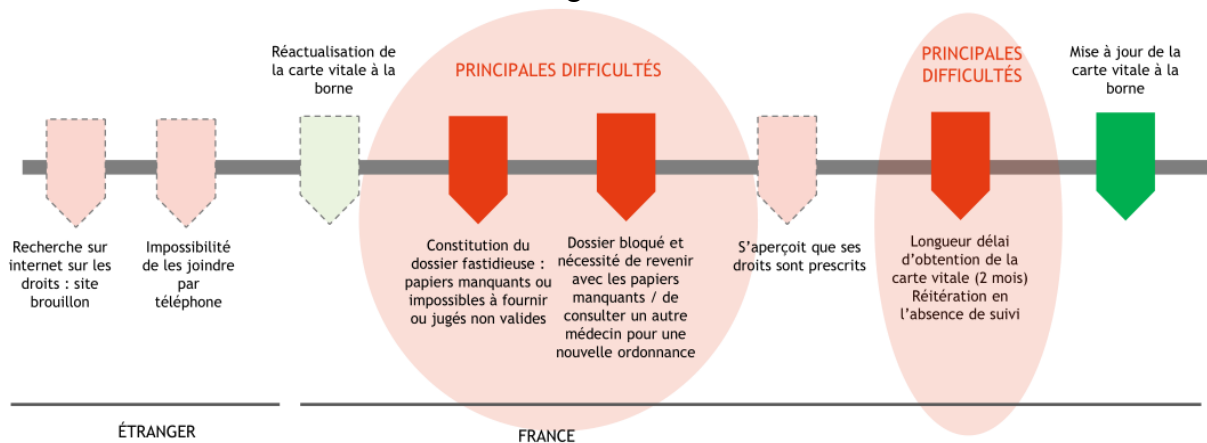 Réactualisation de
la carte vitale à la
borne
PRINCIPALES DIFFICULTÉS
PRINCIPALES
DIFFICULTÉS
Mise à jour de la
carte vitale à la
borne
Recherche sur
internet sur les
droits : site
brouillon
Impossibilité
de les joindre
par
téléphone
Constitution du
dossier fastidieuse :
papiers manquants ou
impossibles à fournir
ou jugés non valides
Dossier bloqué et
nécessité de revenir
avec les papiers
manquants / de
consulter un autre
médecin pour une
nouvelle ordonnance
S'aperçoit que ses
droits sont prescrits
Longueur délai
d'obtention de la
carte vitale (2 mois)
Réitération en
l'absence de suivi
ÉTRANGER
FRANCE